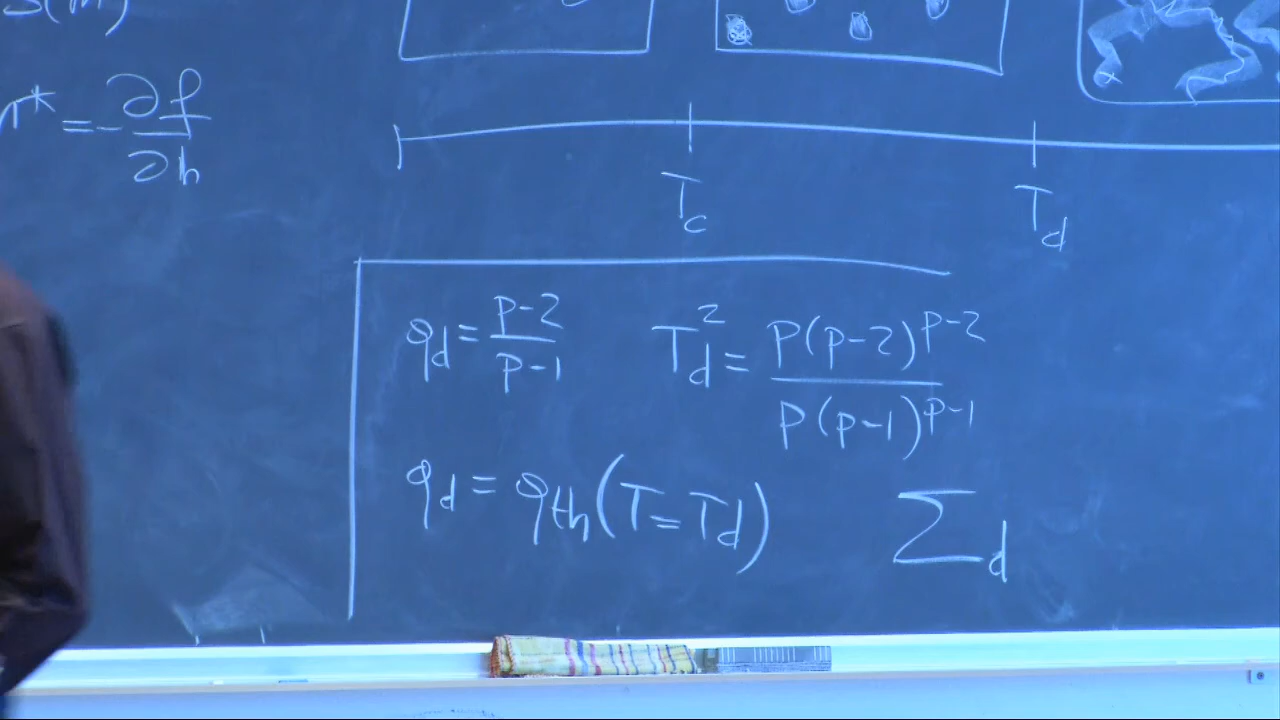 m* = - ∂f/∂h
T_c T_d
q_d = (p-2)/(p-1) T_d^2 = p(p-2)^{p-2} / p(p-1)^{p-1}
q_d = q_th(T=T_d) Σ_d